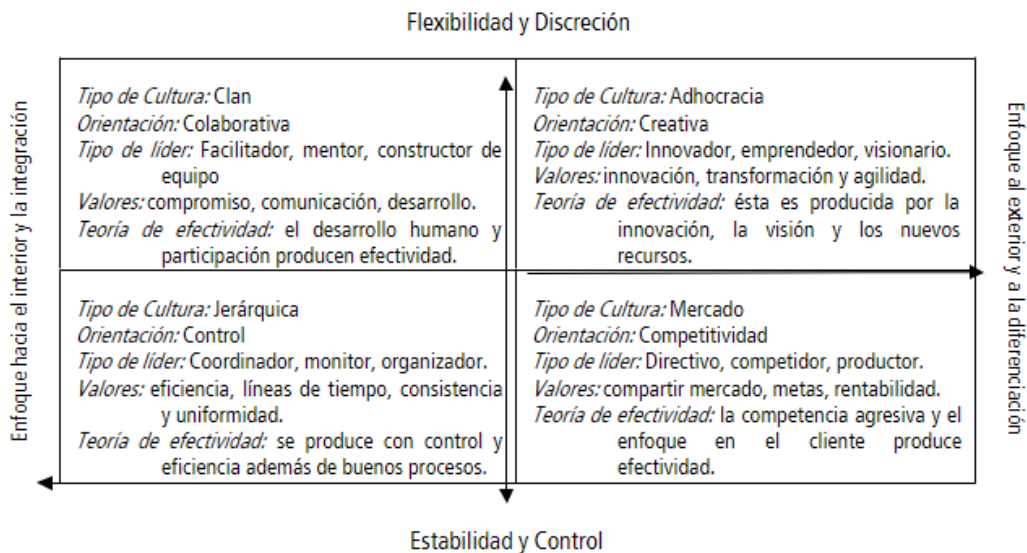 Flexibilidad y Discreción
Enfoque hacia el interior y la integración
Tipo de Cultura: Clan
Orientación: Colaborativa
Tipo de líder: Facilitador, mentor, constructor de
equipo
Valores: compromiso, comunicación, desarrollo.
Teoría de efectividad: el desarrollo humano y
participación producen efectividad.
Tipo de Cultura: Adhocracia
Orientación: Creativa
Tipo de líder: Innovador, emprendedor, visionario.
Valores: innovación, transformación y agilidad.
Teoría de efectividad: ésta es producida por la
innovación, la visión y los nuevos
recursos.
Enfoque al exterior y a la diferenciación
Tipo de Cultura: Jerárquica
Orientación: Control
Tipo de líder: Coordinador, monitor, organizador.
Valores: eficiencia, líneas de tiempo, consistencia
y uniformidad.
Teoría de efectividad: se produce con control y
eficiencia además de buenos procesos.
Tipo de Cultura: Mercado
Orientación: Competitividad
Tipo de líder: Directivo, competidor, productor.
Valores: compartir mercado, metas, rentabilidad.
Teoría de efectividad: la competencia agresiva y el
enfoque en el cliente produce
efectividad.
Estabilidad y Control